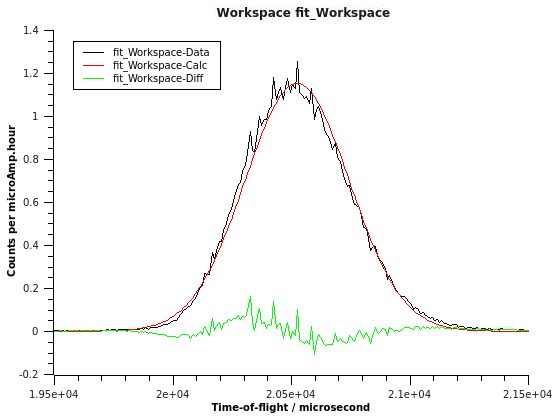 Workspace fit_Workspace
fit_Workspace-Data
fit_Workspace-Calc
fit_Workspace-Diff
Counts per microAmp.hour
1.4
1.2
1
0.8
0.6
0.4
0.2
0
-0.2
1.95e+04 2e+04 2.05e+04 2.1e+04 2.15e+04
Time-of-flight / microsecond